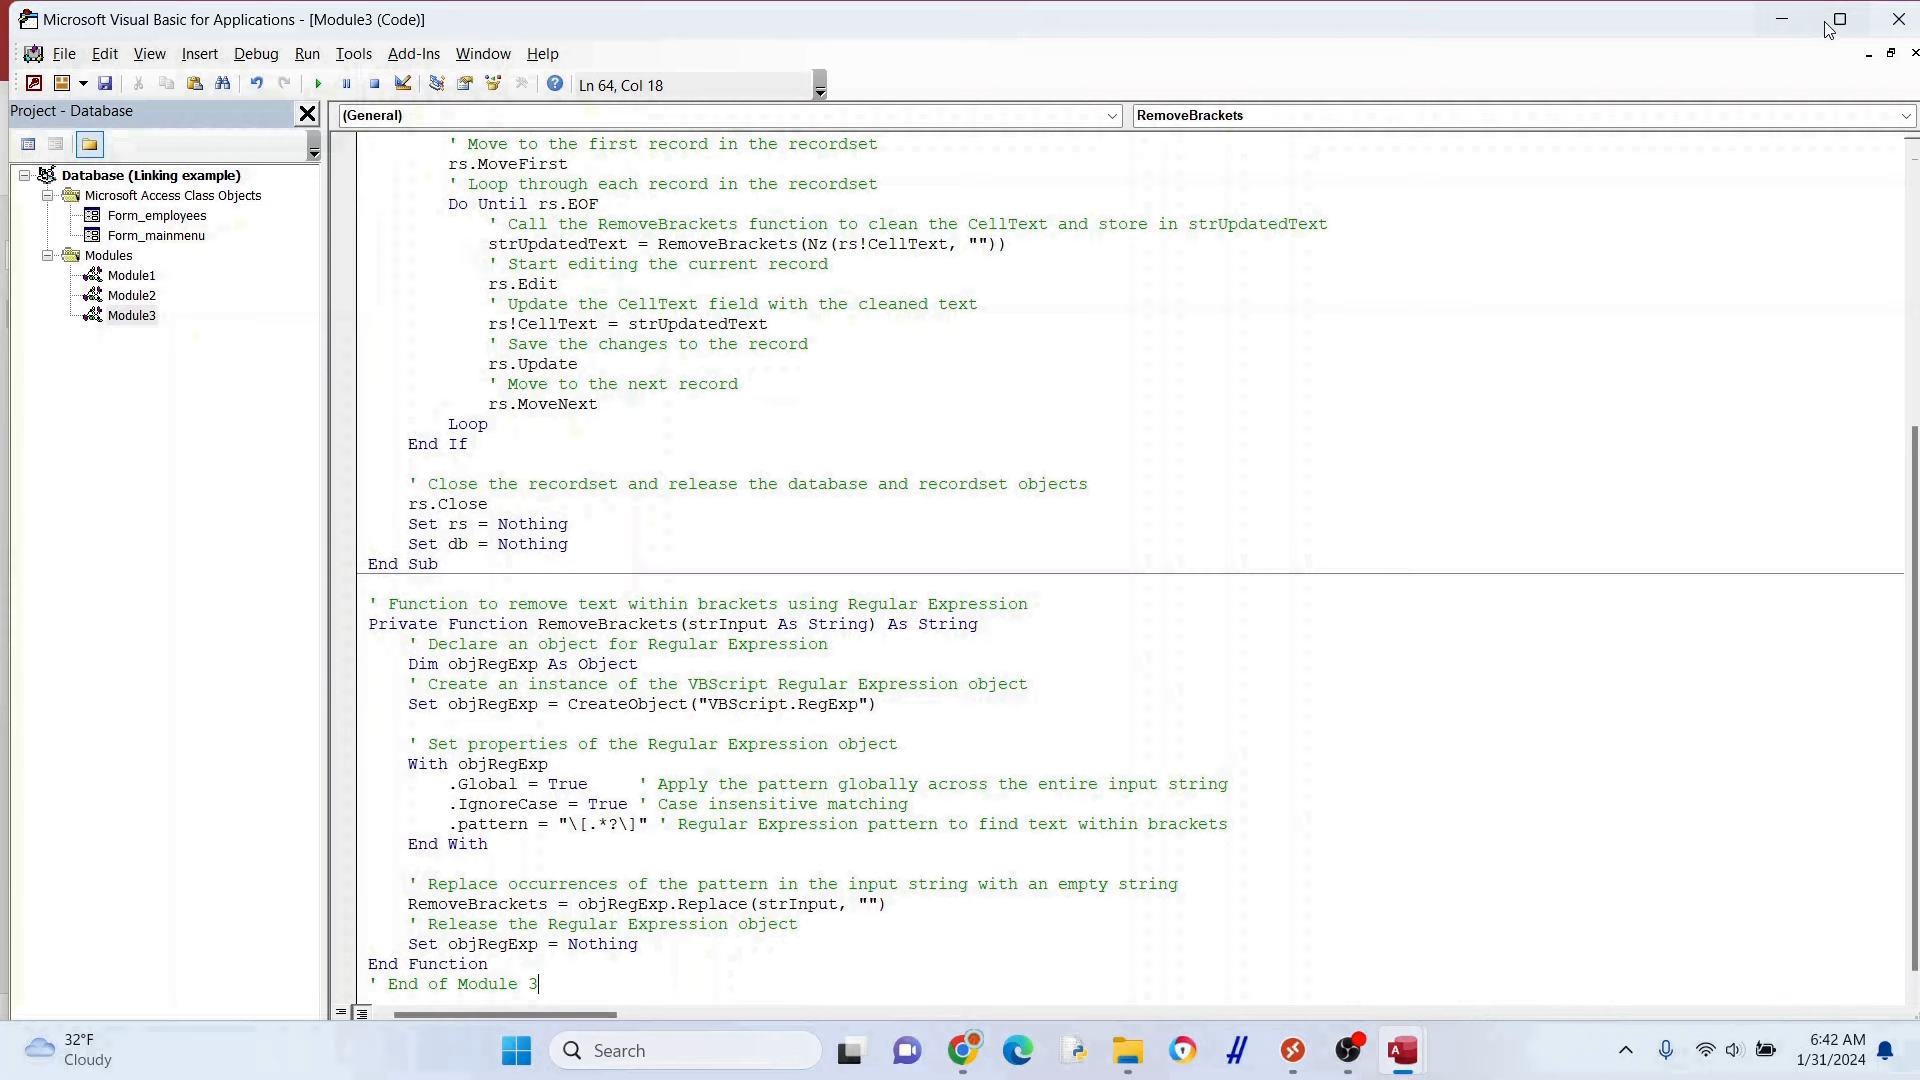 Microsoft Visual Basic for Applications - [Module3 (Code)]
File Edit View Insert Debug Run Tools Add-Ins Window Help
Ln 64, Col 18
Project - Database
(General)
RemoveBrackets
Database (Linking example)
Microsoft Access Class Objects
Form_employees
Form_mainmenu
Modules
Module1
Module2
Module3
' Move to the first record in the recordset
rs.MoveFirst
' Loop through each record in the recordset
Do Until rs.EOF
' Call the RemoveBrackets function to clean the CellText and store in strUpdatedText
strUpdatedText = RemoveBrackets(Nz(rs!CellText, ""))
' Start editing the current record
rs.Edit
' Update the CellText field with the cleaned text
rs!CellText = strUpdatedText
' Save the changes to the record
rs.Update
' Move to the next record
rs.MoveNext
Loop
End If
' Close the recordset and release the database and recordset objects
rs.Close
Set rs = Nothing
Set db = Nothing
End Sub
' Function to remove text within brackets using Regular Expression
Private Function RemoveBrackets(strInput As String) As String
' Declare an object for Regular Expression
Dim objRegExp As Object
' Create an instance of the VBScript Regular Expression object
Set objRegExp = CreateObject("VBScript.RegExp")
' Set properties of the Regular Expression object
With objRegExp
.Global = True ' Apply the pattern globally across the entire input string
.IgnoreCase = True ' Case insensitive matching
.pattern = "\[.*?\]" ' Regular Expression pattern to find text within brackets
End With
' Replace occurrences of the pattern in the input string with an empty string
RemoveBrackets = objRegExp.Replace(strInput, "")
' Release the Regular Expression object
Set objRegExp = Nothing
End Function
' End of Module 3
32°F
Cloudy
Search
6:42 AM
1/31/2024